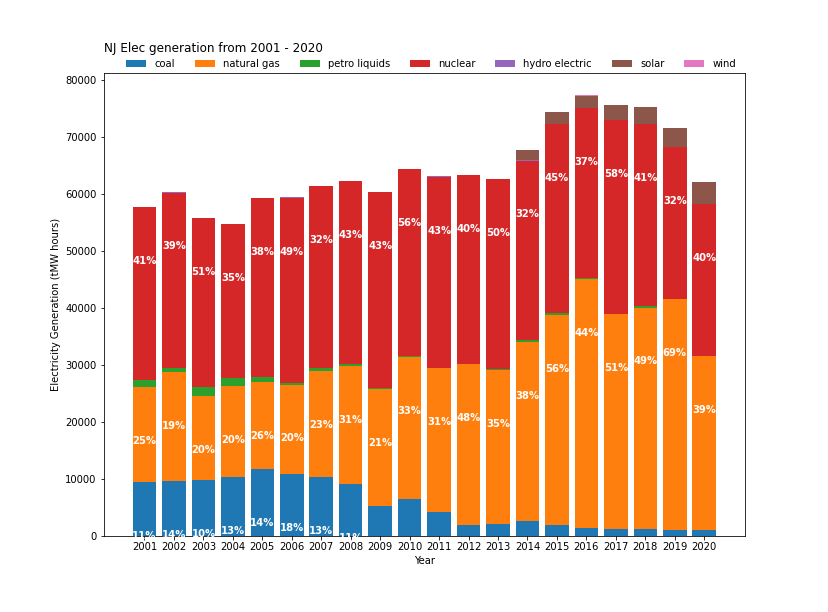 NJ Elec generation from 2001 - 2020
coal natural gas petro liquids nuclear hydro electric solar wind
80000
70000
60000
50000
40000
30000
20000
10000
0
Electricity Generation (tMW hours)
41% 39% 51% 35% 38% 49% 32% 43% 43% 56% 43% 40% 50% 32% 45% 37% 58% 41% 32% 40%
25% 19% 20% 20% 26% 20% 23% 31% 21% 33% 31% 48% 35% 38% 56% 44% 51% 49% 69% 39%
11% 14% 10% 13% 14% 18% 13% 11%
2001 2002 2003 2004 2005 2006 2007 2008 2009 2010 2011 2012 2013 2014 2015 2016 2017 2018 2019 2020
Year